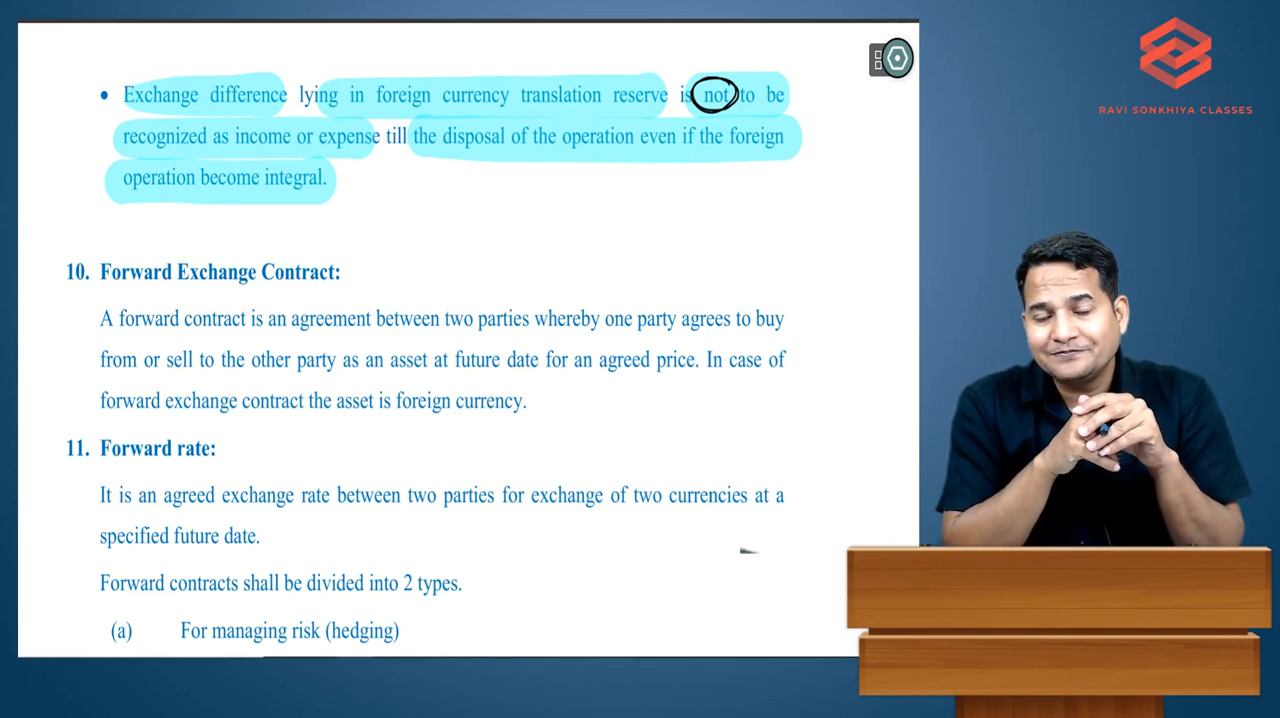 • Exchange difference lying in foreign currency translation reserve is not to be
recognized as income or expense till the disposal of the operation even if the foreign
operation become integral.
10. Forward Exchange Contract:
A forward contract is an agreement between two parties whereby one party agrees to buy
from or sell to the other party as an asset at future date for an agreed price. In case of
forward exchange contract the asset is foreign currency.
11. Forward rate:
It is an agreed exchange rate between two parties for exchange of two currencies at a
specified future date.
Forward contracts shall be divided into 2 types.
(a) For managing risk (hedging)
RAVI SONKHIYA CLASSES